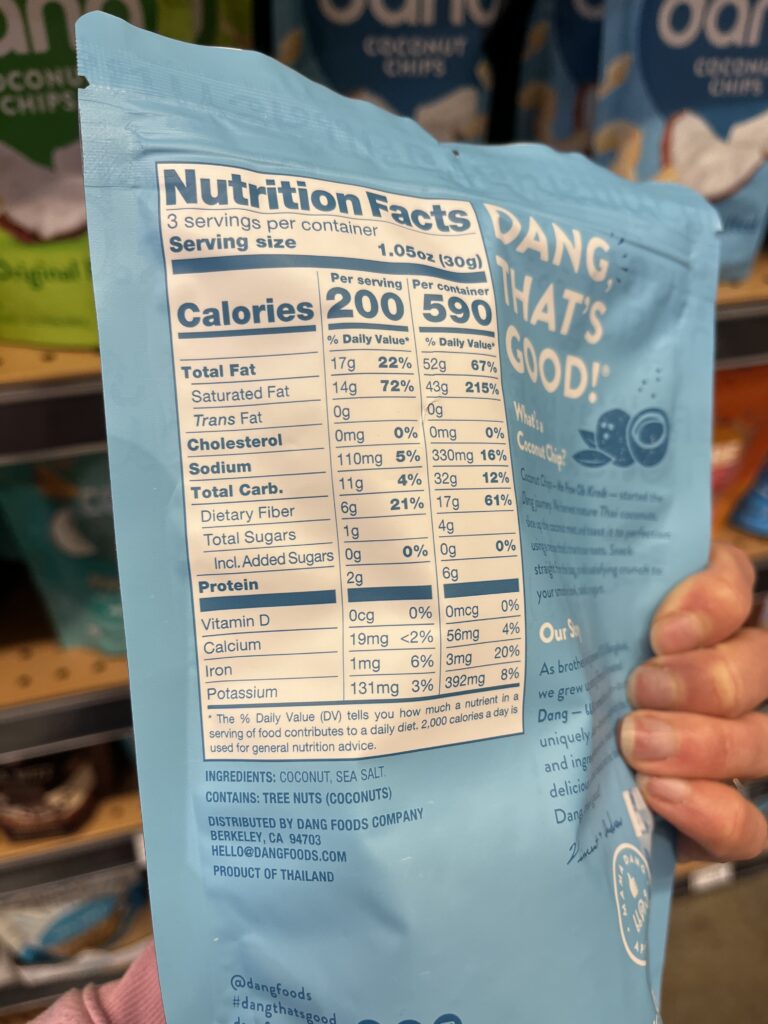 dang
COCONUT
CHIPS
dang
COCONUT
CHIPS
Original
Nutrition Facts
3 servings per container
Serving size 1.05oz (30g)
Per serving Per container
Calories 200 590
% Daily Value* % Daily Value*
Total Fat 17g 22% 52g 67%
Saturated Fat 14g 72% 43g 215%
Trans Fat 0g 0g
Cholesterol 0mg 0% 0mg 0%
Sodium 110mg 5% 330mg 16%
Total Carb. 11g 4% 32g 12%
Dietary Fiber 6g 21% 17g 61%
Total Sugars 1g 4g
Incl. Added Sugars 0g 0% 0g 0%
Protein 2g 6g
Vitamin D 0cg 0% 0mcg 0%
Calcium 19mg <2% 56mg 4%
Iron 1mg 6% 3mg 20%
Potassium 131mg 3% 392mg 8%
* The % Daily Value (DV) tells you how much a nutrient in a
serving of food contributes to a daily diet. 2,000 calories a day is
used for general nutrition advice.
INGREDIENTS: COCONUT, SEA SALT.
CONTAINS: TREE NUTS (COCONUTS)
DISTRIBUTED BY DANG FOODS COMPANY
BERKELEY, CA 94703
HELLO@DANGFOODS.COM
PRODUCT OF THAILAND
@dangfoods
#dangthatsgood
DANG,
THAT'S
GOOD!®
What's a
Coconut Chip?
started the
Dang journey.
Our
As
we grew
Dang —
uniquely
and
Dang